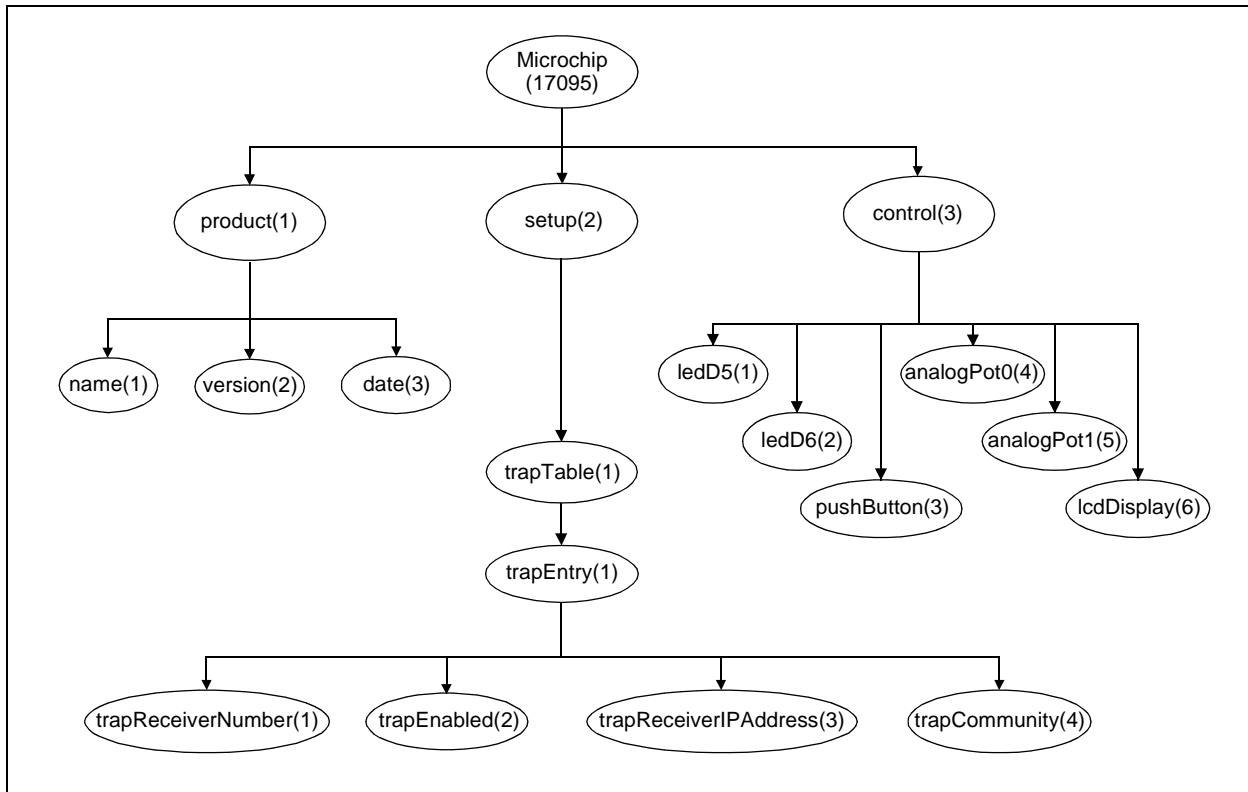 Microchip
(17095)
product(1)
setup(2)
control(3)
name(1)
version(2)
date(3)
ledD5(1)
analogPot0(4)
ledD6(2)
analogPot1(5)
trapTable(1)
pushButton(3)
lcdDisplay(6)
trapEntry(1)
trapReceiverNumber(1)
trapEnabled(2)
trapReceiverIPAddress(3)
trapCommunity(4)